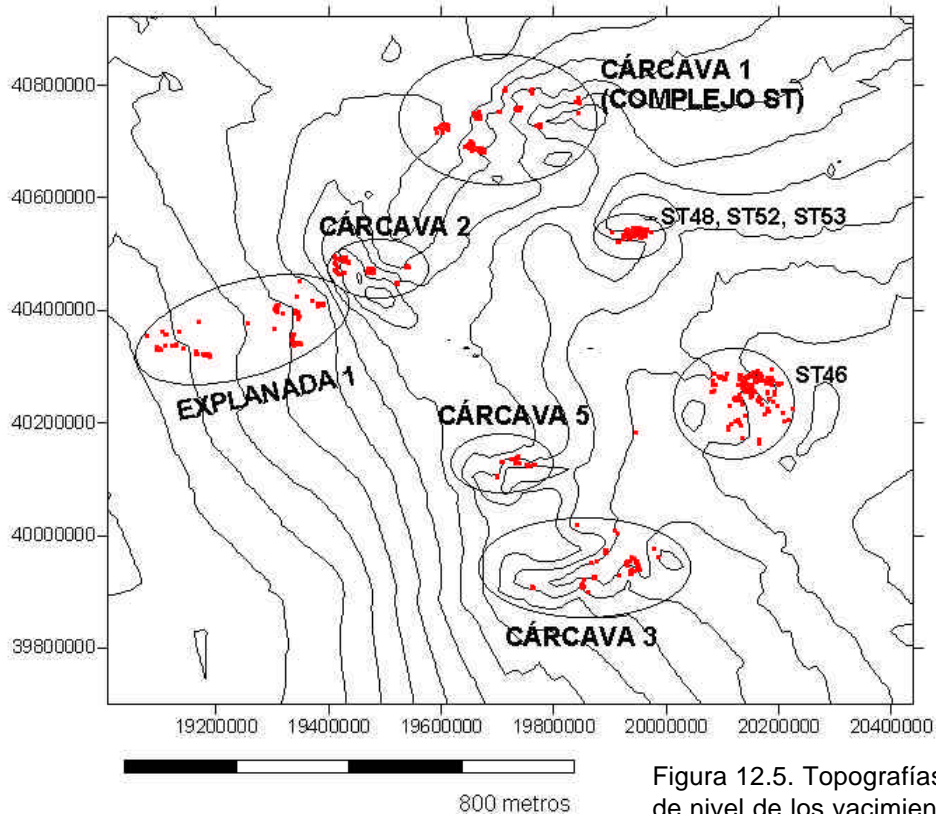 CÁRCAVA 1
(COMPLEJO ST)
40800000
40600000
ST48, ST52, ST53
CÁRCAVA 2
40400000
ST46
EXPLANADA 1
CÁRCAVA 5
40200000
40000000
CÁRCAVA 3
39800000
19200000 19400000 19600000 19800000 20000000 20200000 20400000
800 metros
Figura 12.5. Topografías
de nivel de los yacimien